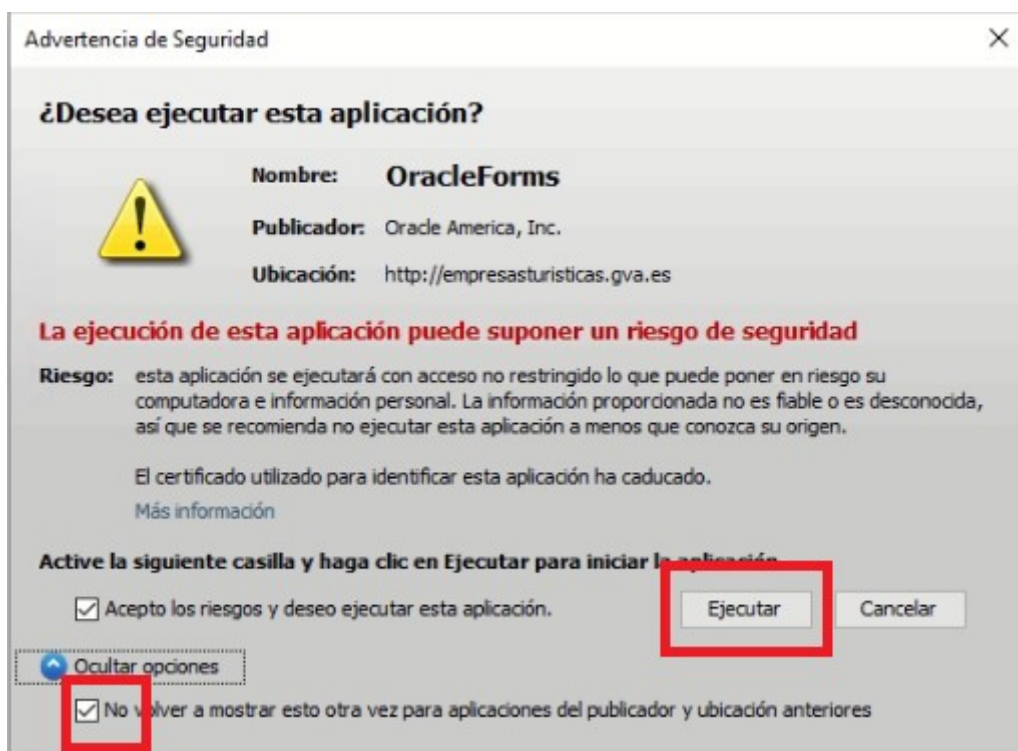 Advertencia de Seguridad
¿Desea ejecutar esta aplicación?
Nombre: OracleForms
Publicador: Oracle America, Inc.
Ubicación: http://empresasturisticas.gva.es
La ejecución de esta aplicación puede suponer un riesgo de seguridad
Riesgo: esta aplicación se ejecutará con acceso no restringido lo que puede poner en riesgo su
computadora e información personal. La información proporcionada no es fiable o es desconocida,
así que se recomienda no ejecutar esta aplicación a menos que conozca su origen.
El certificado utilizado para identificar esta aplicación ha caducado.
Más información
Active la siguiente casilla y haga clic en Ejecutar para iniciar la aplicación
Acepto los riesgos y deseo ejecutar esta aplicación.
Ejecutar
Cancelar
Ocultar opciones
No volver a mostrar esto otra vez para aplicaciones del publicador y ubicación anteriores